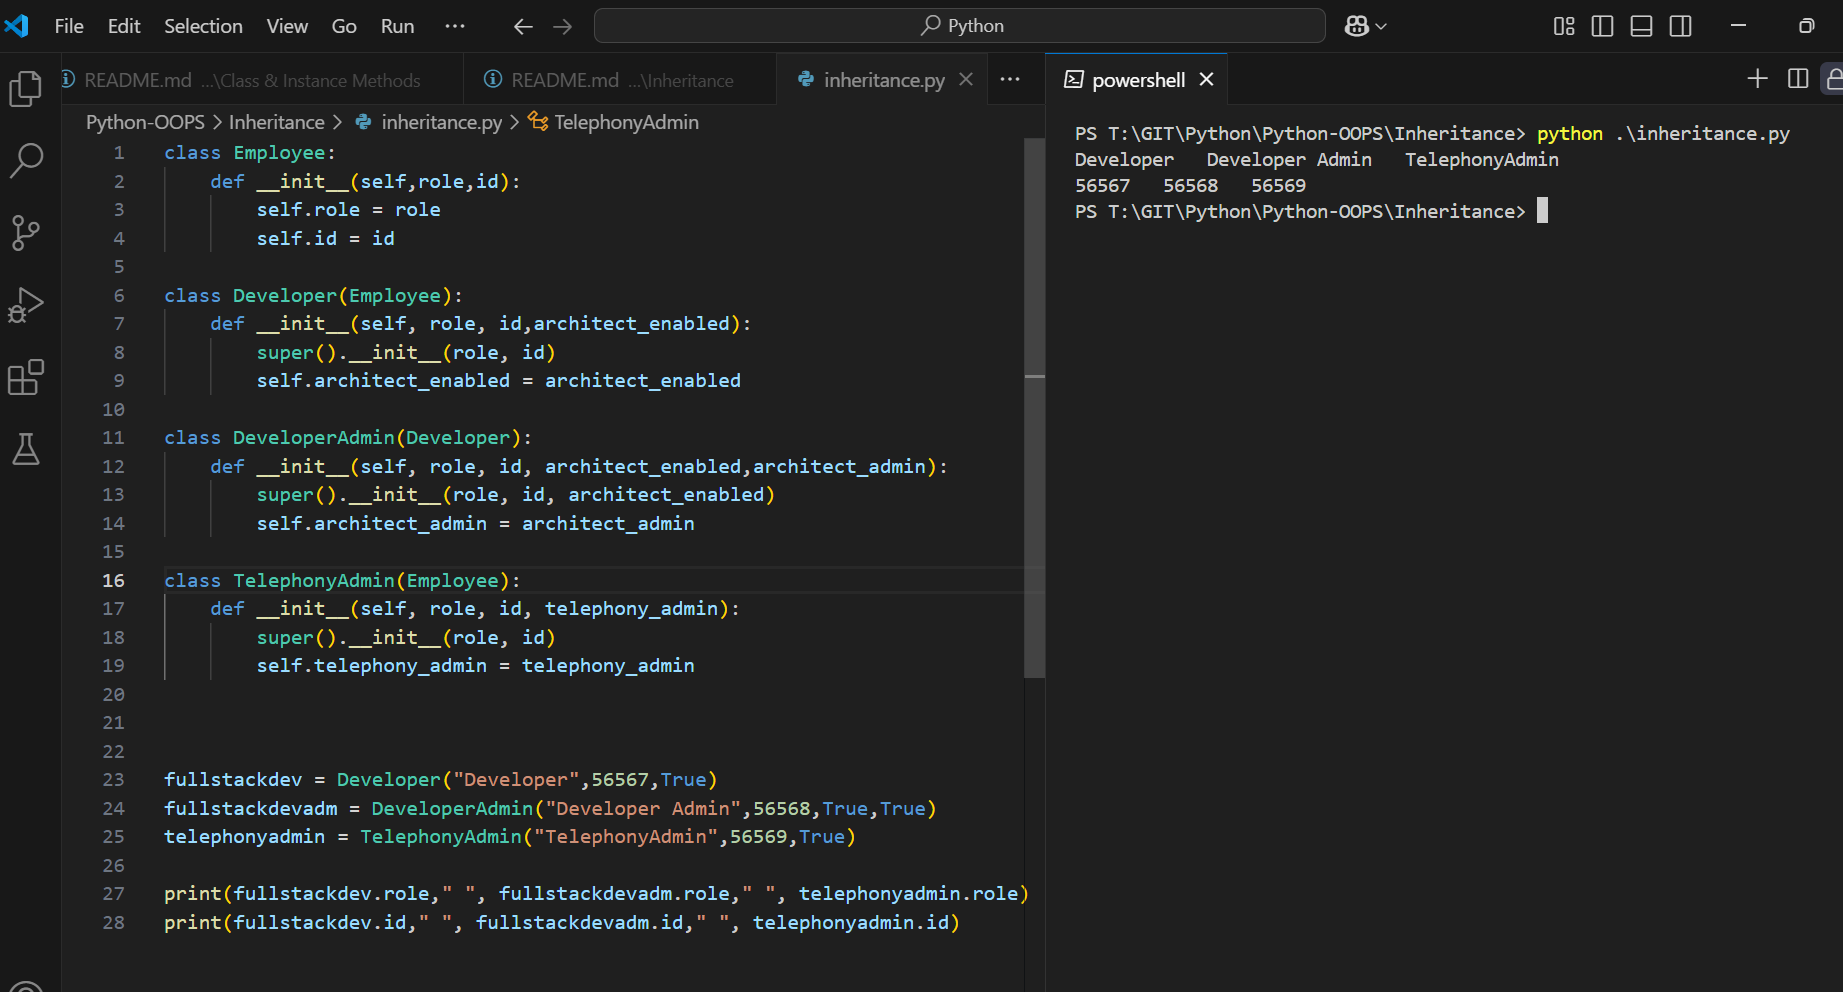 File Edit Selection View Go Run ··· Python
README.md ...\Class & Instance Methods README.md ...\Inheritance inheritance.py ···
Python-OOPS > Inheritance > inheritance.py > TelephonyAdmin
1 class Employee:
2     def __init__(self,role,id):
3         self.role = role
4         self.id = id
5
6 class Developer(Employee):
7     def __init__(self, role, id,architect_enabled):
8         super().__init__(role, id)
9         self.architect_enabled = architect_enabled
10
11 class DeveloperAdmin(Developer):
12     def __init__(self, role, id, architect_enabled,architect_admin):
13         super().__init__(role, id, architect_enabled)
14         self.architect_admin = architect_admin
15
16 class TelephonyAdmin(Employee):
17     def __init__(self, role, id, telephony_admin):
18         super().__init__(role, id)
19         self.telephony_admin = telephony_admin
20
21
22
23 fullstackdev = Developer("Developer",56567,True)
24 fullstackdevadm = DeveloperAdmin("Developer Admin",56568,True,True)
25 telephonyadmin = TelephonyAdmin("TelephonyAdmin",56569,True)
26
27 print(fullstackdev.role," ", fullstackdevadm.role," ", telephonyadmin.role)
28 print(fullstackdev.id," ", fullstackdevadm.id," ", telephonyadmin.id)
powershell
PS T:\GIT\Python\Python-OOPS\Inheritance> python .\inheritance.py
Developer   Developer Admin   TelephonyAdmin
56567   56568   56569
PS T:\GIT\Python\Python-OOPS\Inheritance>